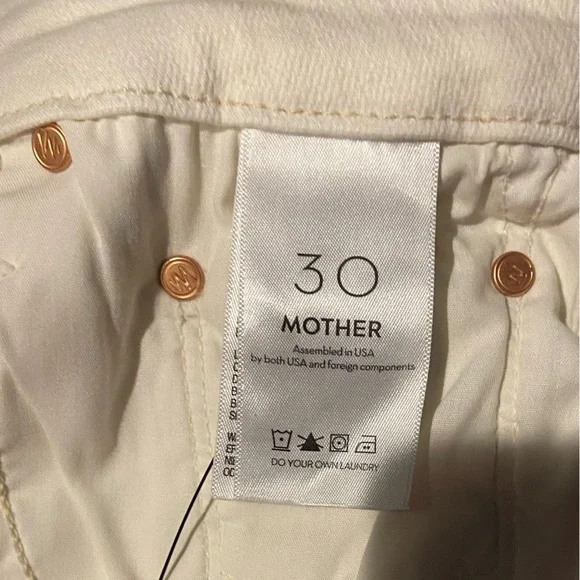 30
MOTHER
Assembled in USA
by both USA and foreign components
DO YOUR OWN LAUNDRY